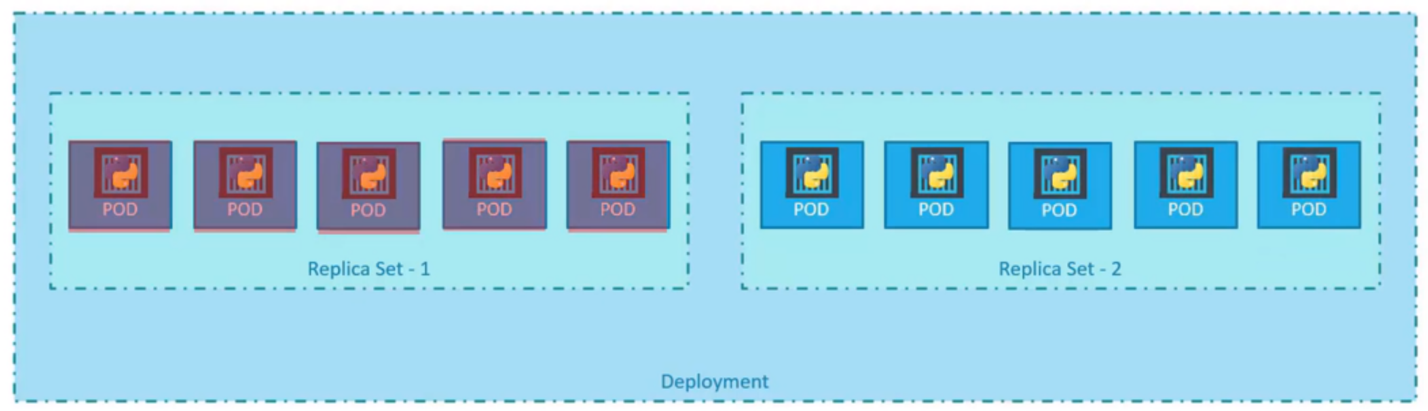 POD
POD
POD
POD
POD
Replica Set - 1
POD
POD
POD
POD
POD
Replica Set - 2
Deployment